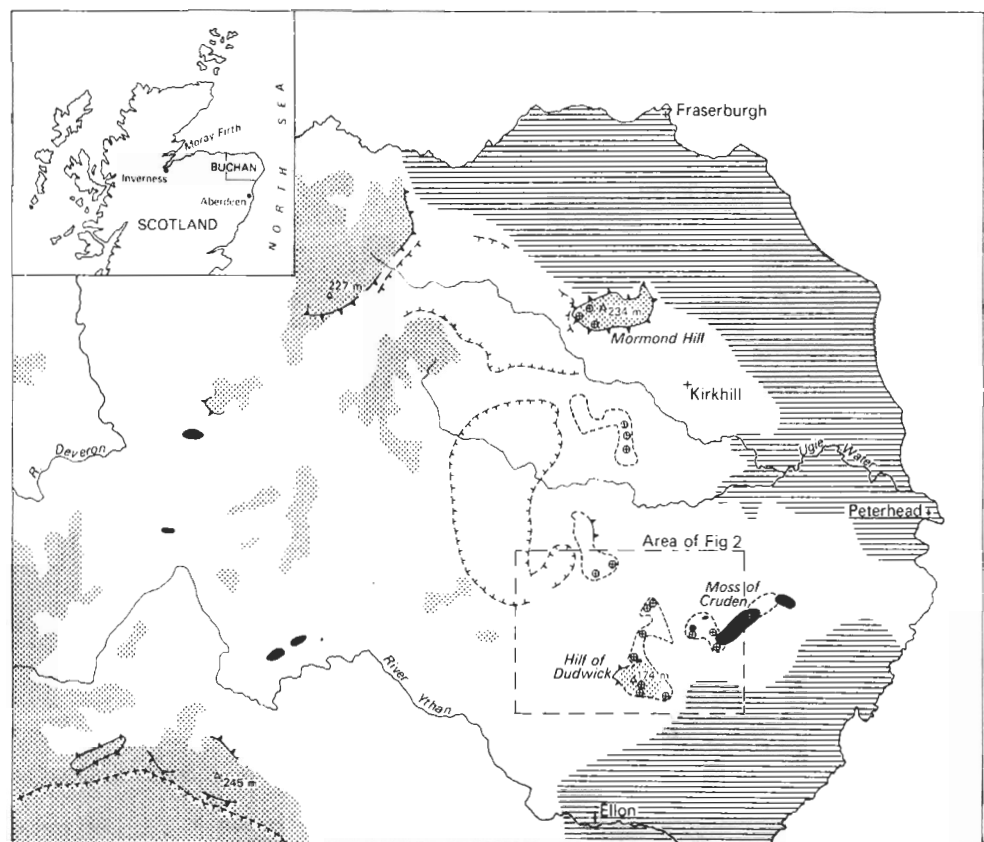 NORTH SEA
Moray Firth
Inverness
BUCHAN
Aberdeen
SCOTLAND
Fraserburgh
227 m
234 m
Mormond Hill
Kirkhill
R. Deveron
Ugie Water
Peterhead
Area of Fig 2
Moss of
Cruden
Hill of
Dudwick
174 m
River Ythan
245 m
Ellon